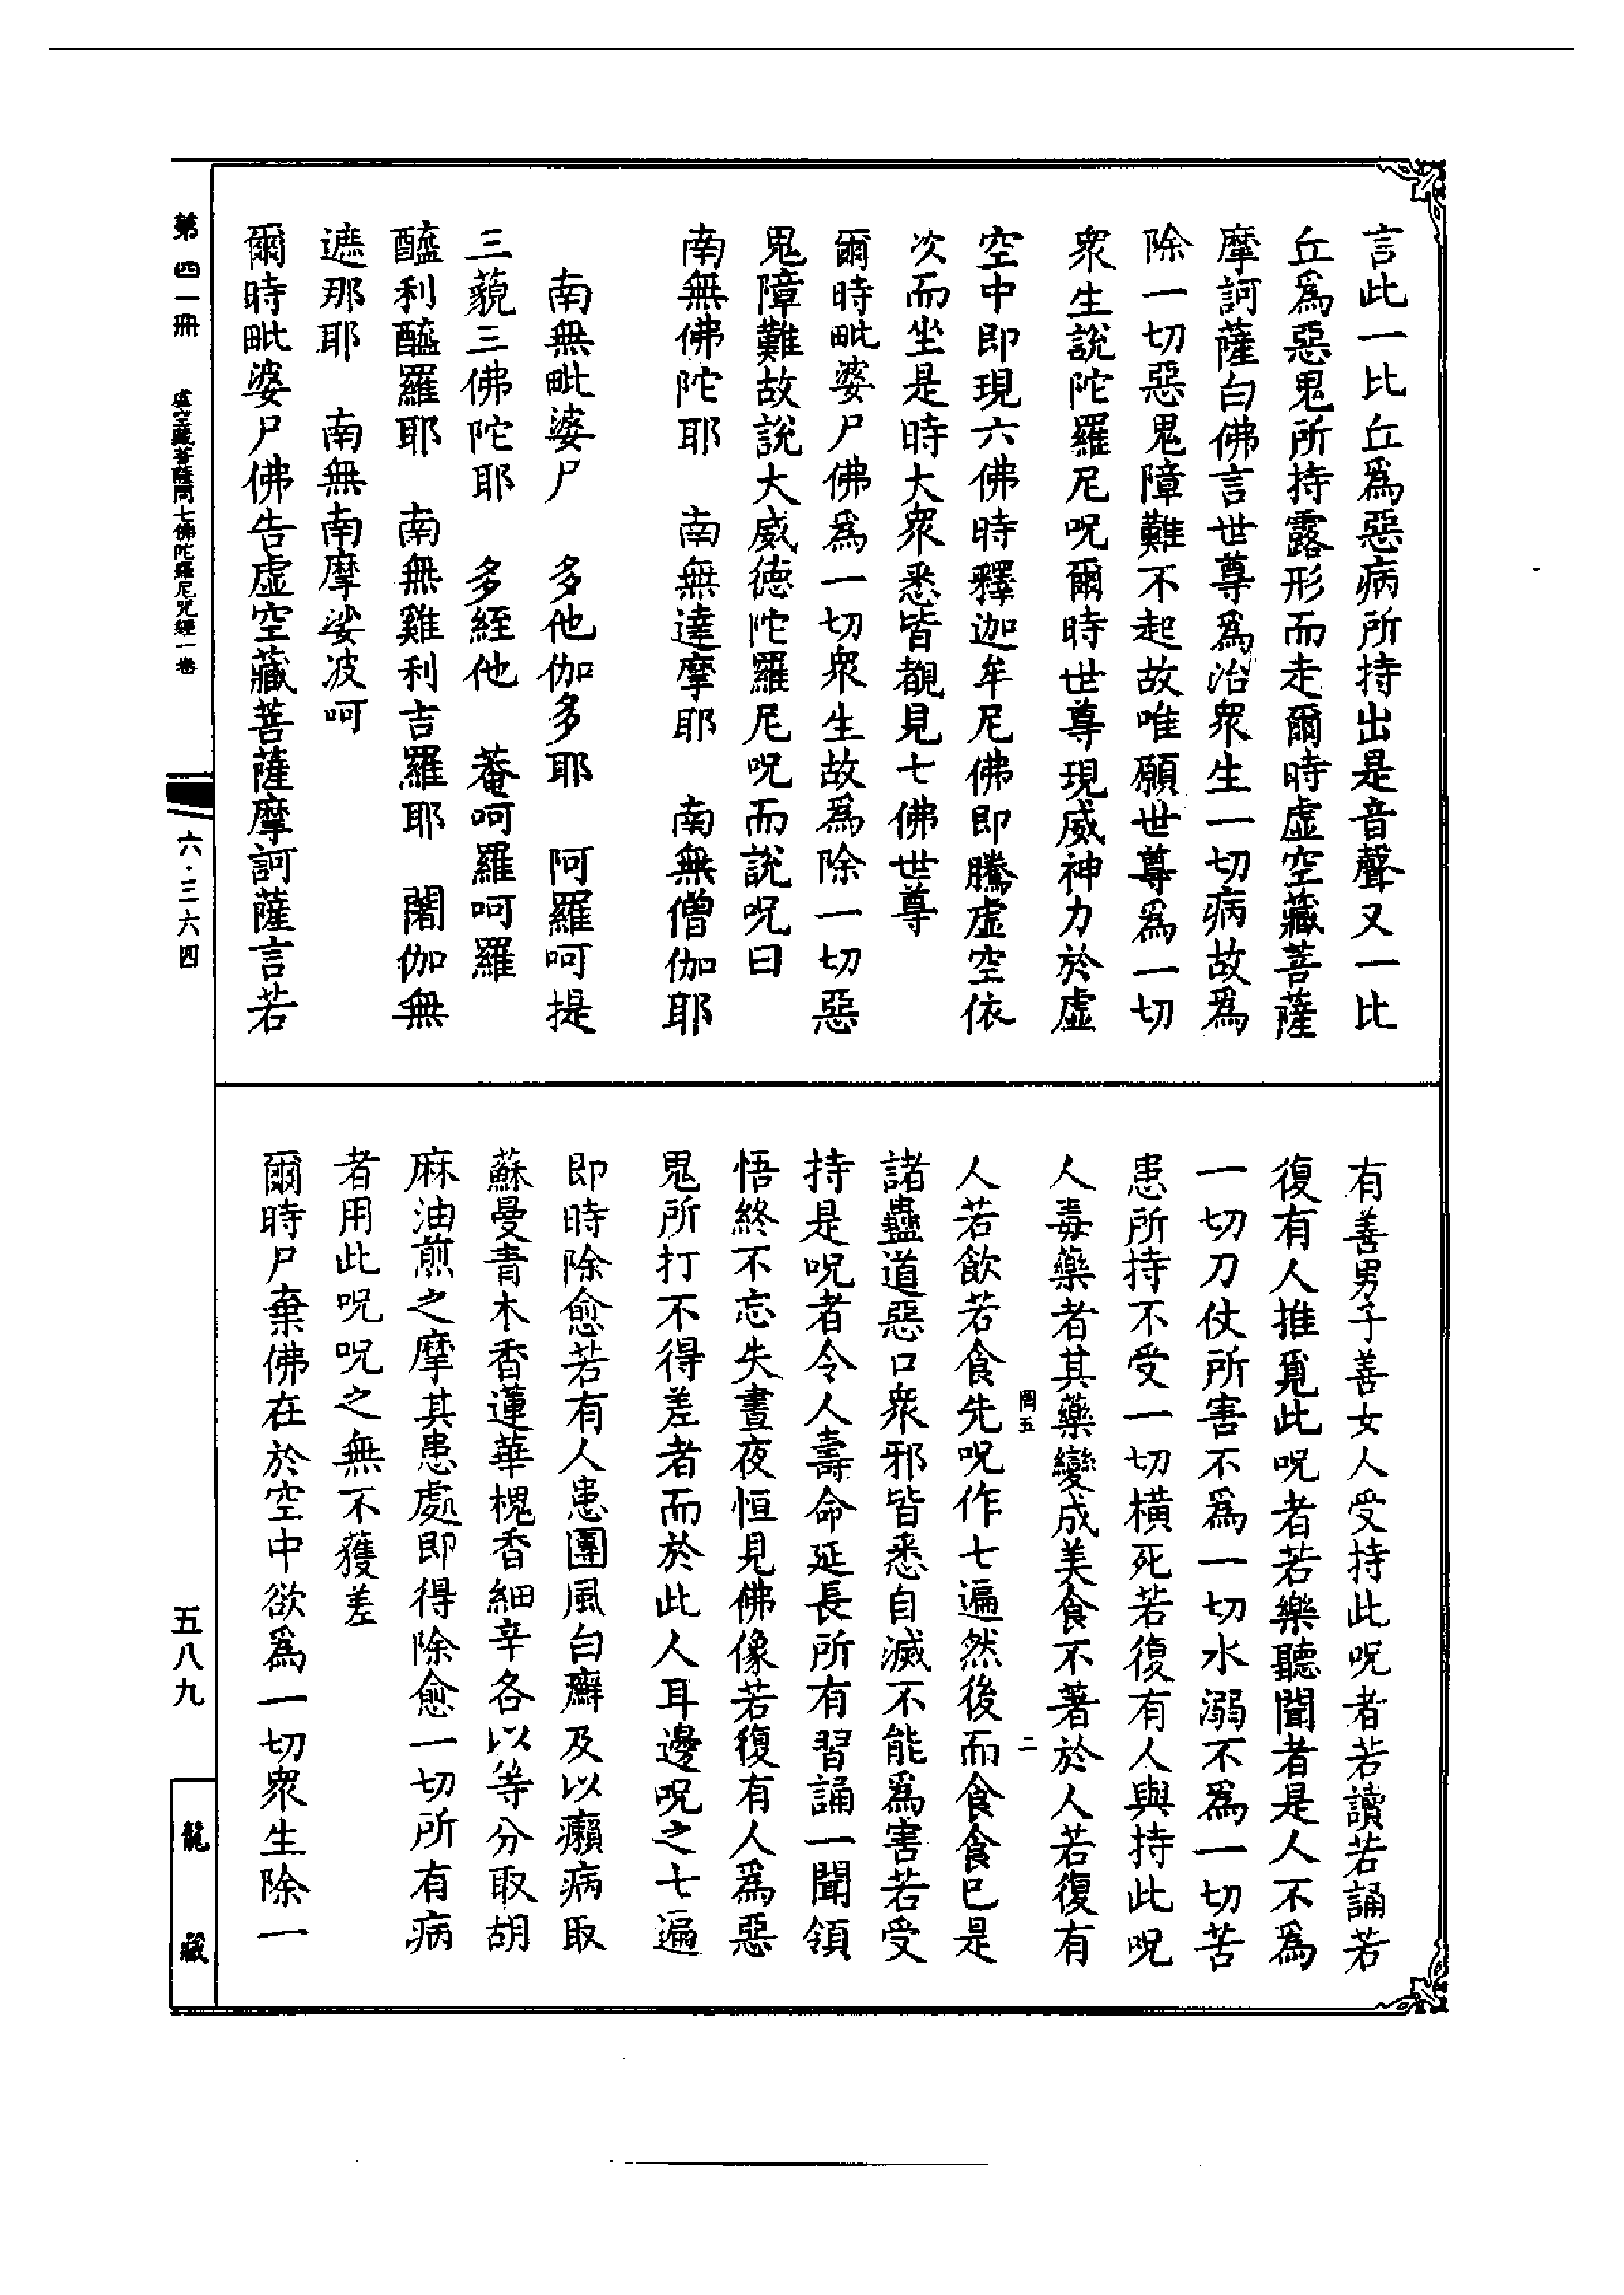 言此一比丘爲惡病所持出是音聲又一比
丘爲惡鬼所持露形而走爾時虛空藏菩薩
摩訶薩白佛言世尊爲治衆生一切病故爲
除一切惡鬼障難不起故唯願世尊爲一切
衆生說陀羅尼呪爾時世尊現威神力於虛
空中即現六佛時釋迦牟尼佛即騰虛空依
次而坐是時大衆悉皆覩見七佛世尊
爾時毗婆尸佛爲一切衆生故爲除一切惡
鬼障難故說大威德陀羅尼呪而說呪曰
南無佛陀耶　南無達摩耶　南無僧伽耶
南無毗婆尸　多他伽多耶　阿羅呵提
三藐三佛陀耶　多絰他　菴呵羅呵羅
醯利醯羅耶　南無雞利吉羅耶　闍伽無
遮那耶　南無南摩娑波呵
爾時毗婆尸佛告虛空藏菩薩摩訶薩言若
有善男子善女人受持此呪者若讀若誦若
復有人推覓此呪者若樂聽聞者是人不爲
一切刀仗所害不爲一切水溺不爲一切苦
患所持不受一切橫死若復有人與持此呪
人毒藥者其藥變成美食不著於人若復有
人若飲若食先呪作七遍然後而食食已是
諸蠱道惡口衆邪皆悉自滅不能爲害若受
持是呪者令人壽命延長所有習誦一聞領
悟終不忘失晝夜恒見佛像若復有人爲惡
鬼所打不得差者而於此人耳邊呪之七遍
即時除愈若有人患團風白癬及以癩病取
蘇曼青木香蓮華槐香細辛各以等分取胡
麻油煎之摩其患處即得除愈一切所有病
者用此呪呪之無不獲差
爾時尸棄佛在於空中欲爲一切衆生除一
第四一冊　虛空藏菩薩問七佛陀羅尼呪經一卷
六·三六四
五八九
龍藏
二